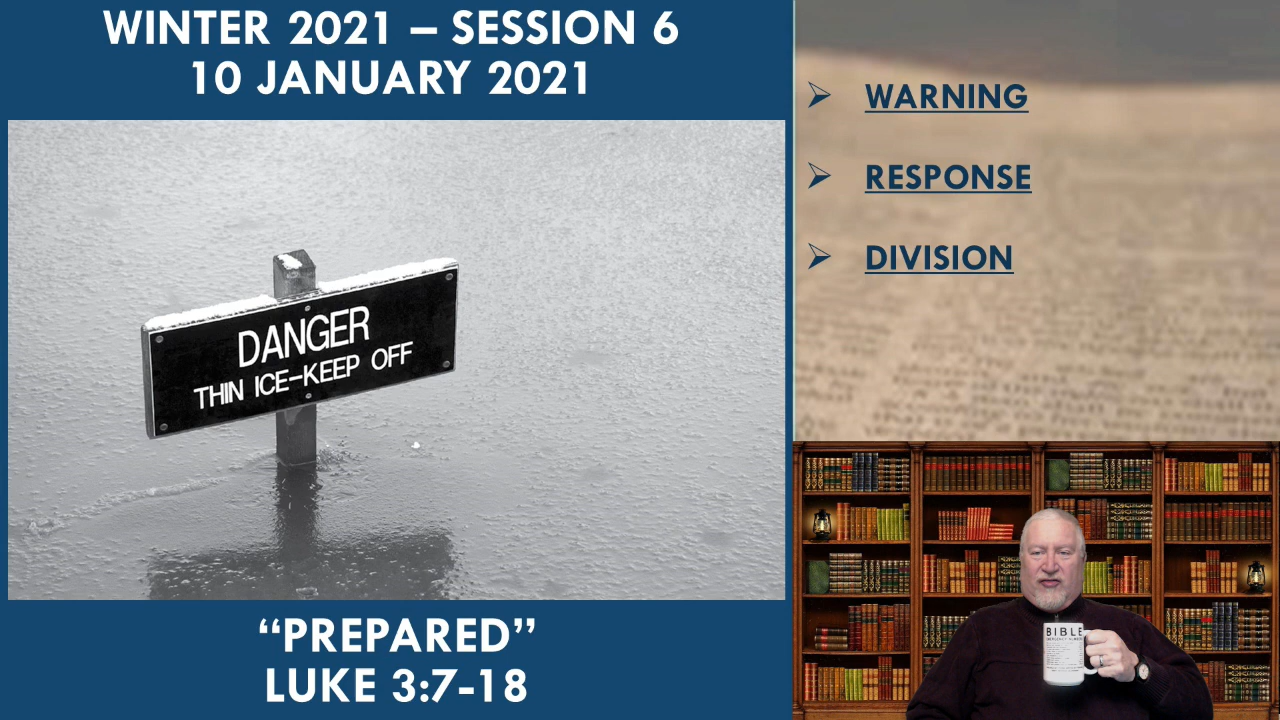 WINTER 2021 – SESSION 6
10 JANUARY 2021
DANGER
THIN ICE–KEEP OFF
“PREPARED”
LUKE 3:7-18
WARNING
RESPONSE
DIVISION
BIBLE